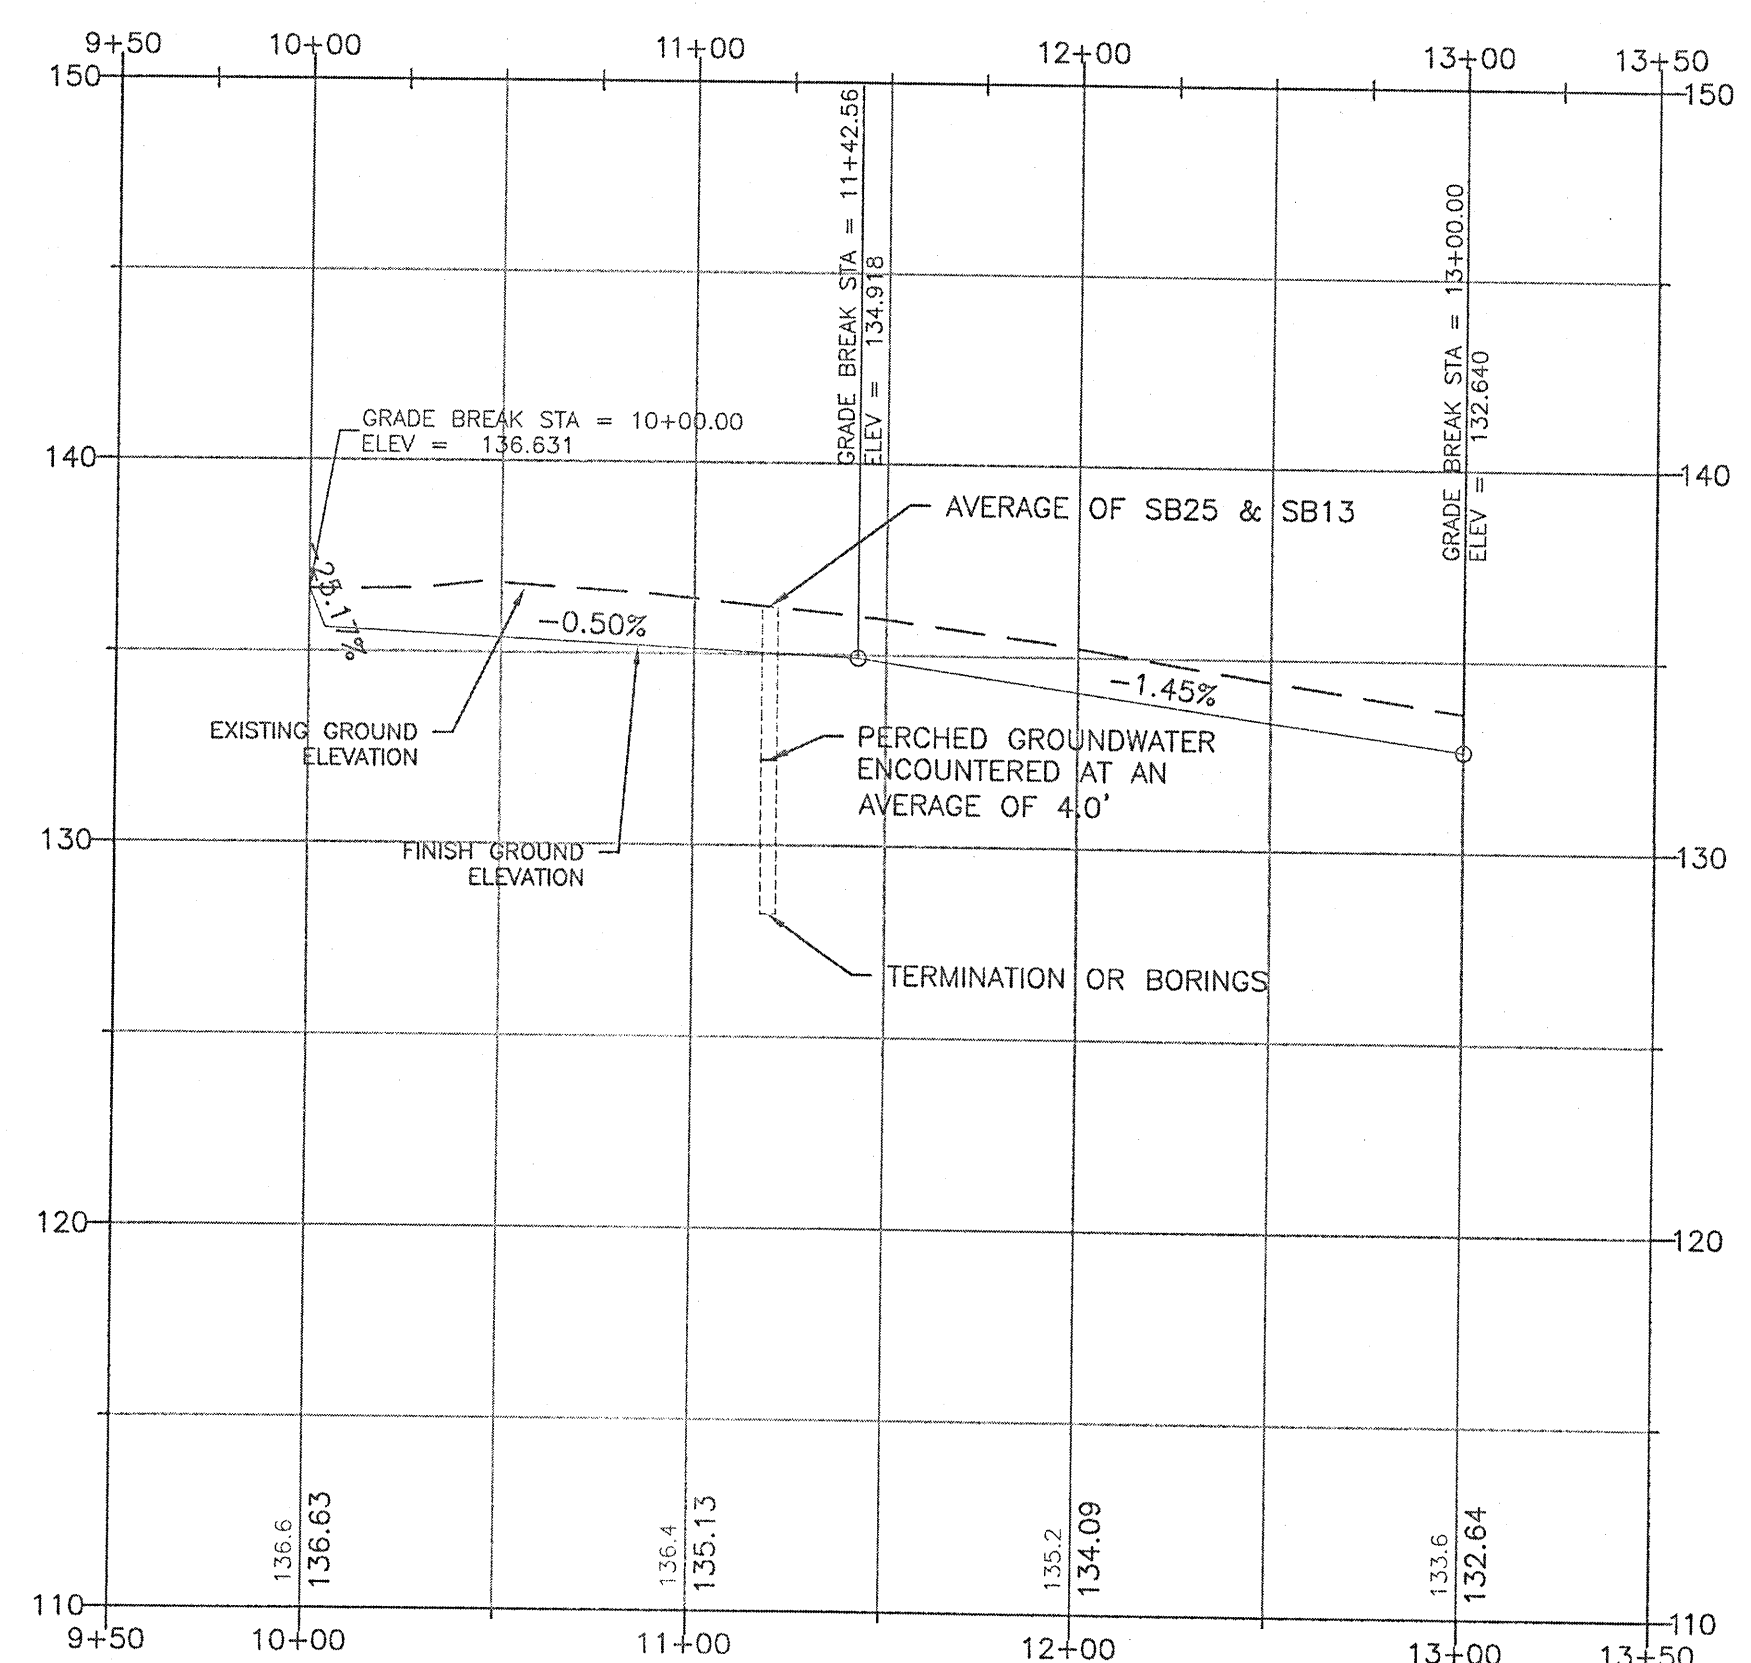 9+50 10+00 11+00 12+00 13+00 13+50
150 150
GRADE BREAK STA = 11+42.56
ELEV = 134.918
GRADE BREAK STA = 13+00.00
ELEV = 132.640
GRADE BREAK STA = 10+00.00
ELEV = 136.631
140 140
AVERAGE OF SB25 & SB13
-0.50%
-1.45%
EXISTING GROUND
ELEVATION
PERCHED GROUNDWATER
ENCOUNTERED AT AN
AVERAGE OF 4.0'
130 130
FINISH GROUND
ELEVATION
TERMINATION OR BORINGS
120 120
136.6
136.63
136.4
135.13
135.2
134.09
133.6
132.64
110 110
9+50 10+00 11+00 12+00 13+00 13+50